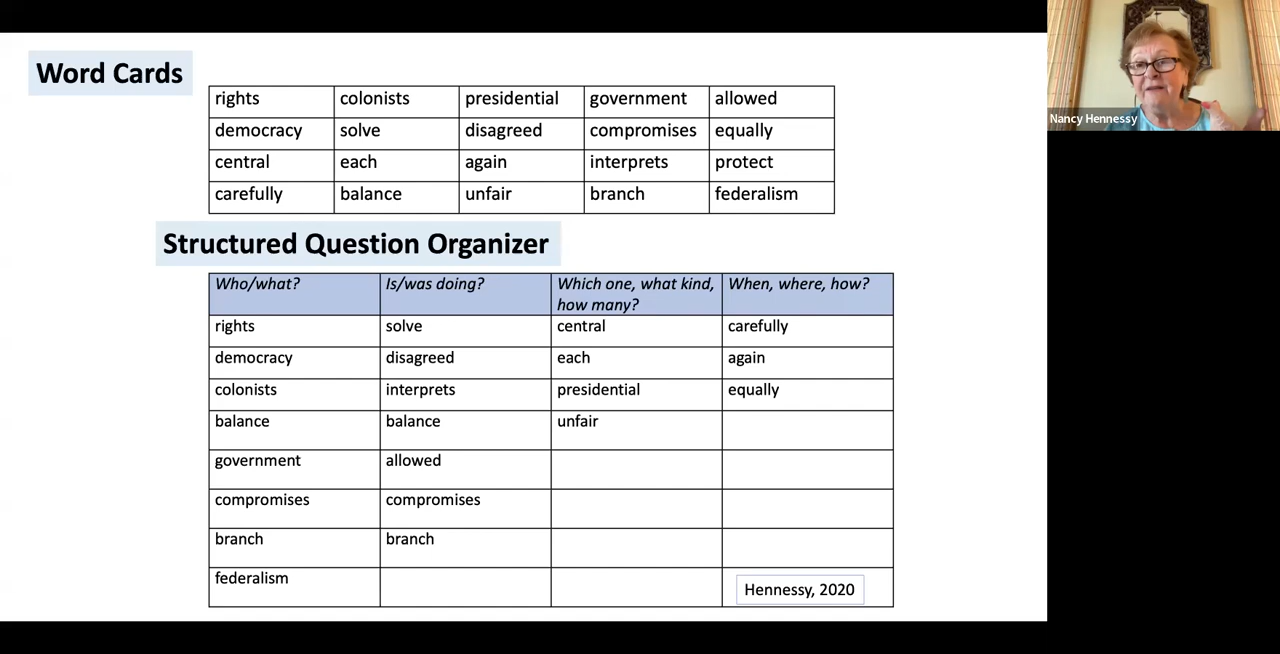 Word Cards
rights colonists presidential government allowed
democracy solve disagreed compromises equally
central each again interprets protect
carefully balance unfair branch federalism
Structured Question Organizer
Who/what? Is/was doing? Which one, what kind, When, where, how?
how many?
rights solve central carefully
democracy disagreed each again
colonists interprets presidential equally
balance balance unfair
government allowed
compromises compromises
branch branch
federalism
Hennessy, 2020
Nancy Hennessy